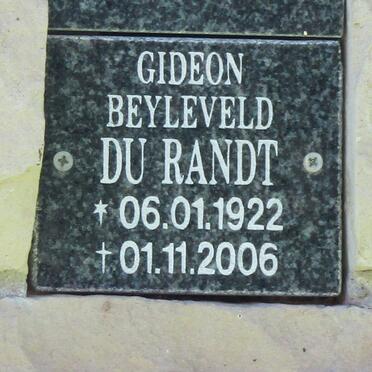 GIDEON
BEYLEVELD
DU RANDT
* 06.01.1922
† 01.11.2006